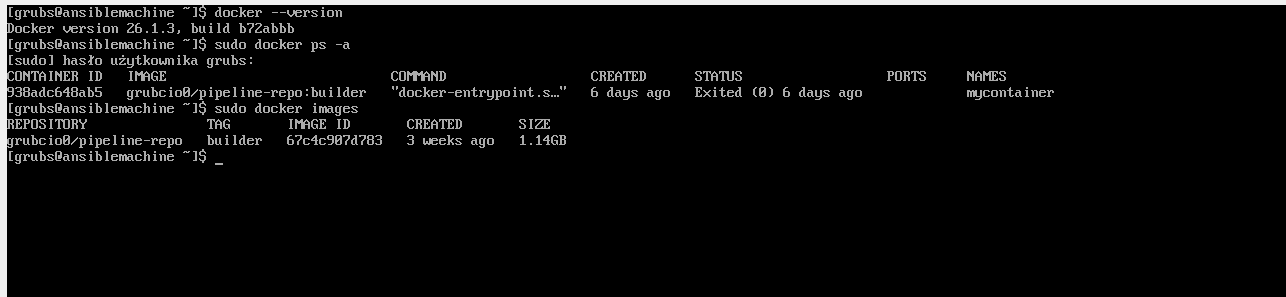 [grubs@ansiblemachine ~]$ docker --version
Docker version 26.1.3, build b72abbb
[grubs@ansiblemachine ~]$ sudo docker ps -a
[sudo] hasło użytkownika grubs:
CONTAINER ID   IMAGE                            COMMAND                  CREATED      STATUS                  PORTS     NAMES
938adc648ab5   grubcio0/pipeline-repo:builder   "docker-entrypoint.s…"   6 days ago   Exited (0) 6 days ago             mycontainer
[grubs@ansiblemachine ~]$ sudo docker images
REPOSITORY               TAG       IMAGE ID       CREATED       SIZE
grubcio0/pipeline-repo   builder   67c4c907d783   3 weeks ago   1.14GB
[grubs@ansiblemachine ~]$ _